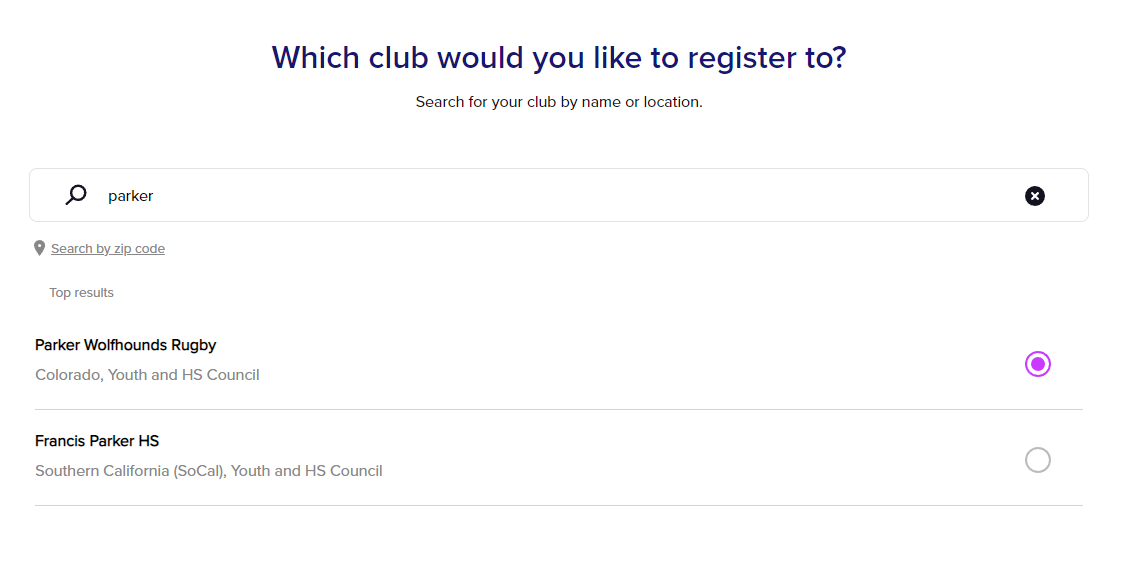 Which club would you like to register to?
Search for your club by name or location.
parker
Search by zip code
Top results
Parker Wolfhounds Rugby
Colorado, Youth and HS Council
Francis Parker HS
Southern California (SoCal), Youth and HS Council